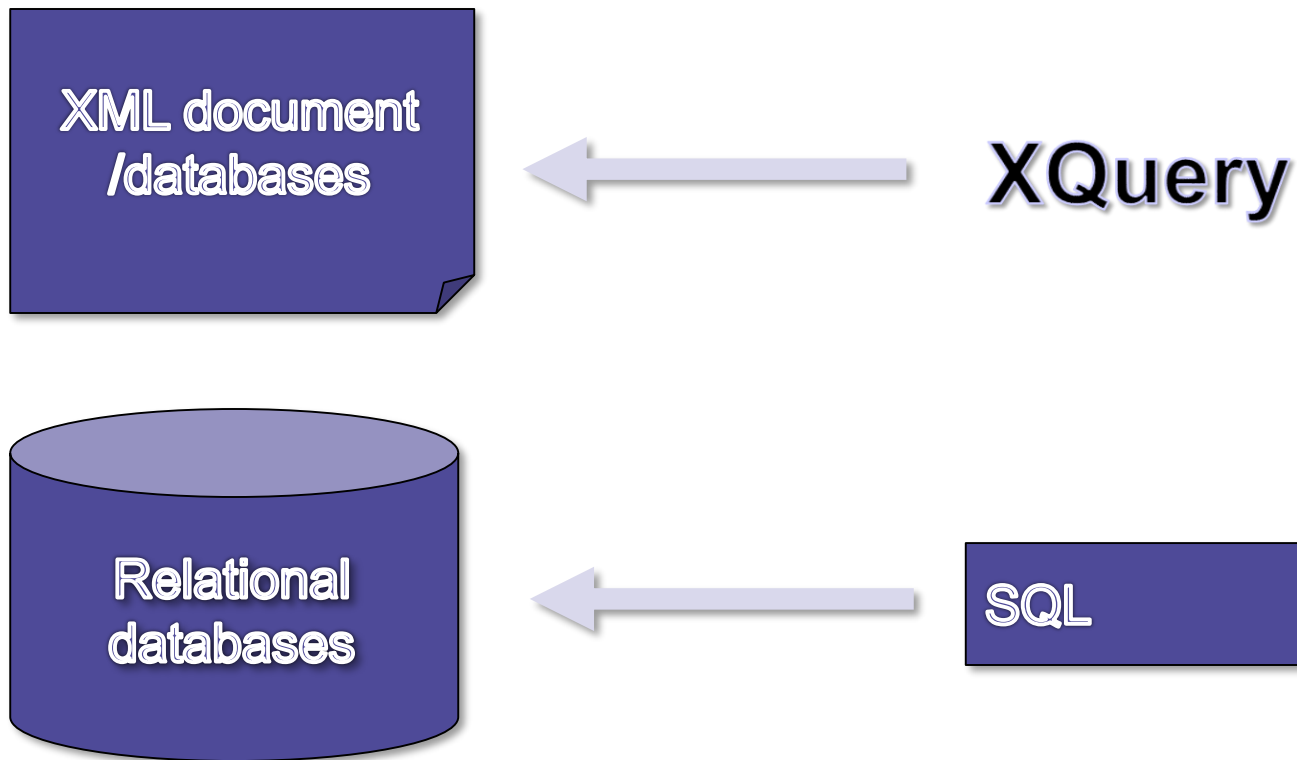 XML document
/databases
XQuery
Relational
databases
SQL